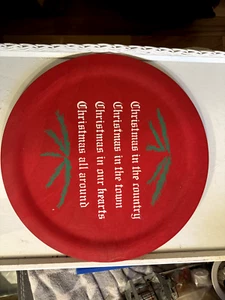 Christmas in the country
Christmas in the town
Christmas in our hearts
Christmas all around